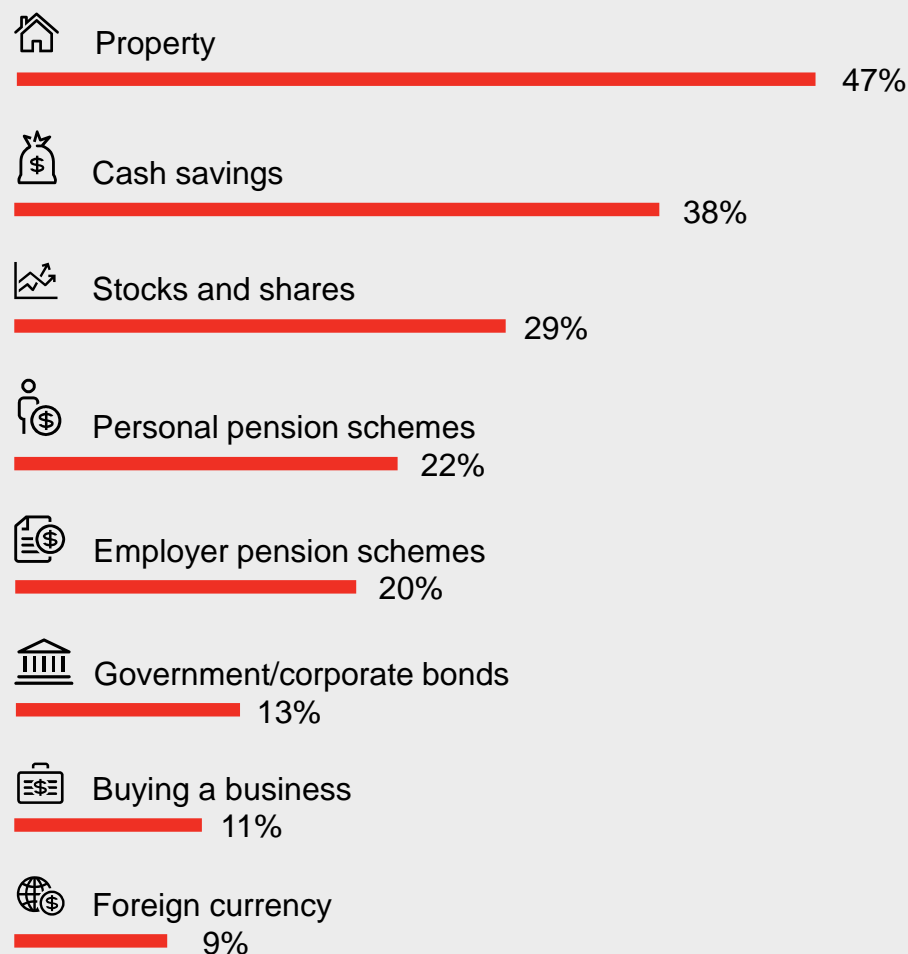 Property
47%
Cash savings
38%
Stocks and shares
29%
Personal pension schemes
22%
Employer pension schemes
20%
Government/corporate bonds
13%
Buying a business
11%
Foreign currency
9%